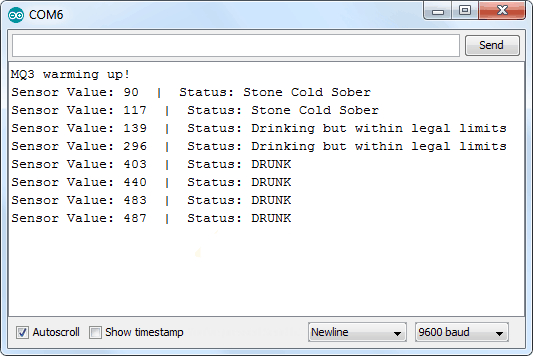 COM6
Send
MQ3 warming up!
Sensor Value: 90  |  Status: Stone Cold Sober
Sensor Value: 117  |  Status: Stone Cold Sober
Sensor Value: 139  |  Status: Drinking but within legal limits
Sensor Value: 296  |  Status: Drinking but within legal limits
Sensor Value: 403  |  Status: DRUNK
Sensor Value: 440  |  Status: DRUNK
Sensor Value: 483  |  Status: DRUNK
Sensor Value: 487  |  Status: DRUNK
Autoscroll Show timestamp Newline 9600 baud